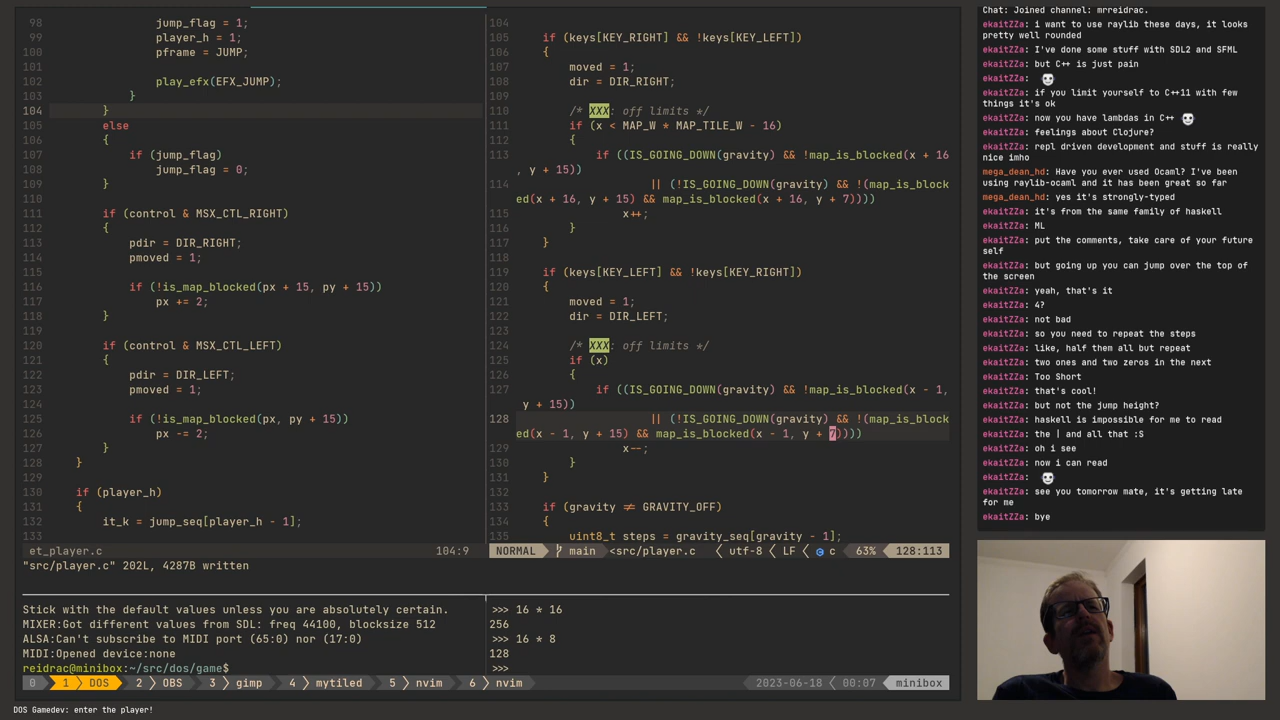 98 jump_flag = 1;
99 player_h = 1;
100 pframe = JUMP;
101
102 play_efx(EFX_JUMP);
103 }
104 }
105 else
106 {
107 if (jump_flag)
108 jump_flag = 0;
109 }
110
111 if (control & MSX_CTL_RIGHT)
112 {
113 pdir = DIR_RIGHT;
114 pmoved = 1;
115
116 if (!is_map_blocked(px + 15, py + 15))
117 px += 2;
118 }
119
120 if (control & MSX_CTL_LEFT)
121 {
122 pdir = DIR_LEFT;
123 pmoved = 1;
124
125 if (!is_map_blocked(px, py + 15))
126 px -= 2;
127 }
128 }
129
130 if (player_h)
131 {
132 it_k = jump_seq[player_h - 1];
533
et_player.c 104:9
"src/player.c" 202L, 4287B written
104
105 if (keys[KEY_RIGHT] && !keys[KEY_LEFT])
106 {
107 moved = 1;
108 dir = DIR_RIGHT;
109
110 /* XXX: off limits */
111 if (x < MAP_W * MAP_TILE_W - 16)
112 {
113 if ((IS_GOING_DOWN(gravity) && !map_is_blocked(x + 16
, y + 15))
114 || (!IS_GOING_DOWN(gravity) && !(map_is_block
ed(x + 16, y + 15) && map_is_blocked(x + 16, y + 7))))
115 x++;
116 }
117 }
118
119 if (keys[KEY_LEFT] && !keys[KEY_RIGHT])
120 {
121 moved = 1;
122 dir = DIR_LEFT;
123
124 /* XXX: off limits */
125 if (x)
126 {
127 if ((IS_GOING_DOWN(gravity) && !map_is_blocked(x - 1,
y + 15))
128 || (!IS_GOING_DOWN(gravity) && !(map_is_block
ed(x - 1, y + 15) && map_is_blocked(x - 1, y + 7))))
129 x--;
130 }
131 }
132
133 if (gravity ≠ GRAVITY_OFF)
134 {
135 uint8_t steps = gravity_seq[gravity - 1];
NORMAL main <src/player.c utf-8 LF c 63% 128:113
Stick with the default values unless you are absolutely certain.
MIXER:Got different values from SDL: freq 44100, blocksize 512
ALSA:Can't subscribe to MIDI port (65:0) nor (17:0)
MIDI:Opened device:none
reidrac@minibox:~/src/dos/game$
>>> 16 * 16
256
>>> 16 * 8
128
>>>
0 1 DOS 2 OBS 3 gimp 4 mytiled 5 nvim 6 nvim 2023-06-18 00:07 minibox
DOS Gamedev: enter the player!
Chat: Joined channel: mrreidrac.
ekaitZZa: i want to use raylib these days, it looks
pretty well rounded
ekaitZZa: I've done some stuff with SDL2 and SFML
ekaitZZa: but C++ is just pain
ekaitZZa:
ekaitZZa: if you limit yourself to C++11 with few
things it's ok
ekaitZZa: now you have lambdas in C++
ekaitZZa: feelings about Clojure?
ekaitZZa: repl driven development and stuff is really
nice imho
mega_dean_hd: Have you ever used Ocaml? I've been
using raylib-ocaml and it has been great so far
mega_dean_hd: yes it's strongly-typed
ekaitZZa: it's from the same family of haskell
ekaitZZa: ML
ekaitZZa: put the comments, take care of your future
self
ekaitZZa: but going up you can jump over the top of
the screen
ekaitZZa: yeah, that's it
ekaitZZa: 4?
ekaitZZa: not bad
ekaitZZa: so you need to repeat the steps
ekaitZZa: like, half them all but repeat
ekaitZZa: two ones and two zeros in the next
ekaitZZa: Too Short
ekaitZZa: that's cool!
ekaitZZa: but not the jump height?
ekaitZZa: haskell is impossible for me to read
ekaitZZa: the | and all that :S
ekaitZZa: oh i see
ekaitZZa: now i can read
ekaitZZa:
ekaitZZa: see you tomorrow mate, it's getting late
for me
ekaitZZa: bye